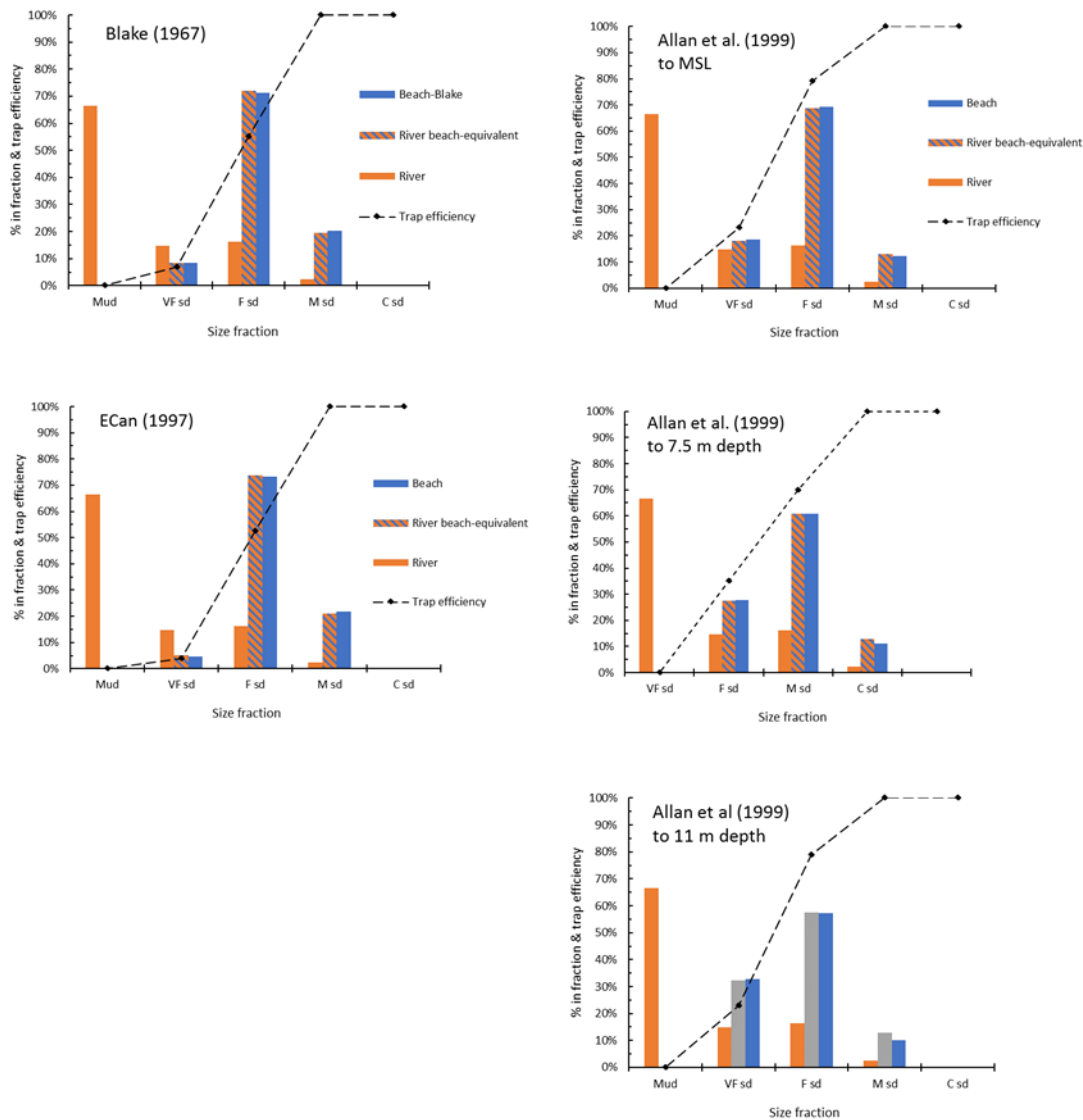 Blake (1967)
100%
90%
80%
70%
60%
50%
40%
30%
20%
10%
0%
% in fraction & trap efficiency
Mud VF sd F sd M sd C sd
Size fraction
Beach-Blake
River beach-equivalent
River
Trap efficiency
Allan et al. (1999)
to MSL
100%
90%
80%
70%
60%
50%
40%
30%
20%
10%
0%
% in fraction & trap efficiency
Mud VF sd F sd M sd C sd
Size fraction
Beach
River beach-equivalent
River
Trap efficiency
ECan (1997)
100%
90%
80%
70%
60%
50%
40%
30%
20%
10%
0%
% in fraction & trap efficiency
Mud VF sd F sd M sd C sd
Size fraction
Beach
River beach-equivalent
River
Trap efficiency
Allan et al. (1999)
to 7.5 m depth
100%
90%
80%
70%
60%
50%
40%
30%
20%
10%
0%
% in fraction & trap efficiency
VF sd F sd M sd C sd
Size fraction
Allan et al (1999)
to 11 m depth
100%
90%
80%
70%
60%
50%
40%
30%
20%
10%
0%
% in fraction & trap efficiency
Mud VF sd F sd M sd C sd
Size fraction